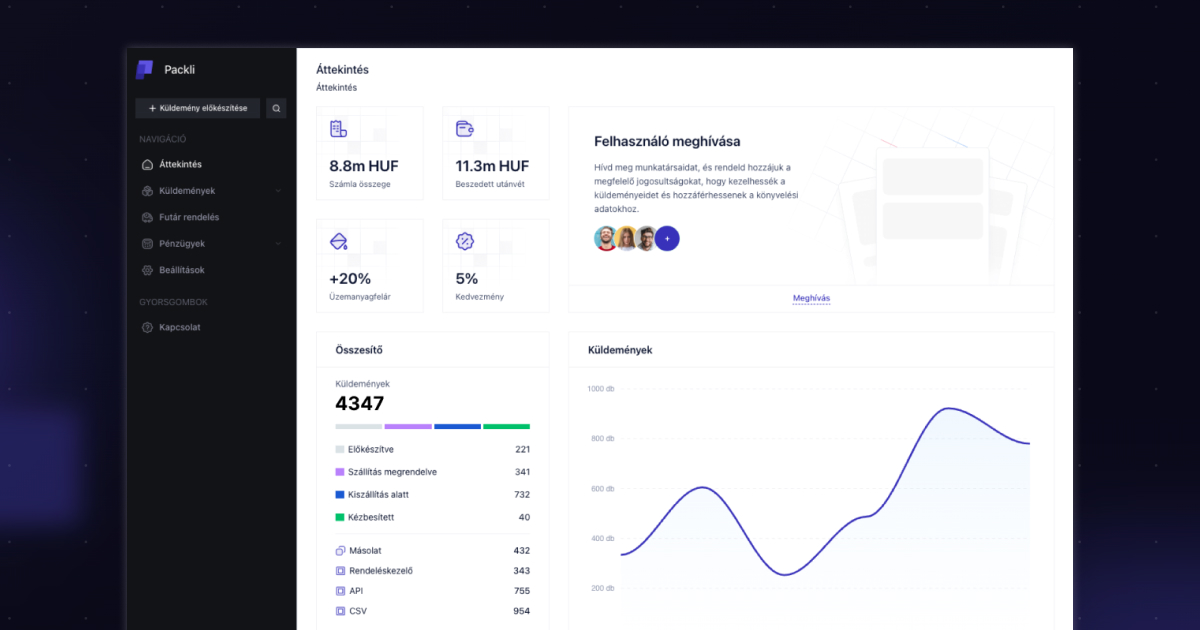 Packli
+ Küldemény előkészítése
NAVIGÁCIÓ
Áttekintés
Küldemények
Futár rendelés
Pénzügyek
Beállítások
GYORSGOMBOK
Kapcsolat
Áttekintés
Áttekintés
8.8m HUF
Számla összege
11.3m HUF
Beszedett utánvét
+20%
Üzemanyagfelár
5%
Kedvezmény
Felhasználó meghívása
Hívd meg munkatársaidat, és rendeld hozzájuk a
megfelelő jogosultságokat, hogy kezelhessék a
küldeményeidet és hozzáférhessenek a könyvelési
adatokhoz.
+
Meghívás
Összesítő
Küldemények
4347
Előkészítve 221
Szállítás megrendelve 341
Kiszállítás alatt 732
Kézbesített 40
Másolat 432
Rendeléskezelő 343
API 755
CSV 954
Küldemények
1000 db
800 db
600 db
400 db
200 db